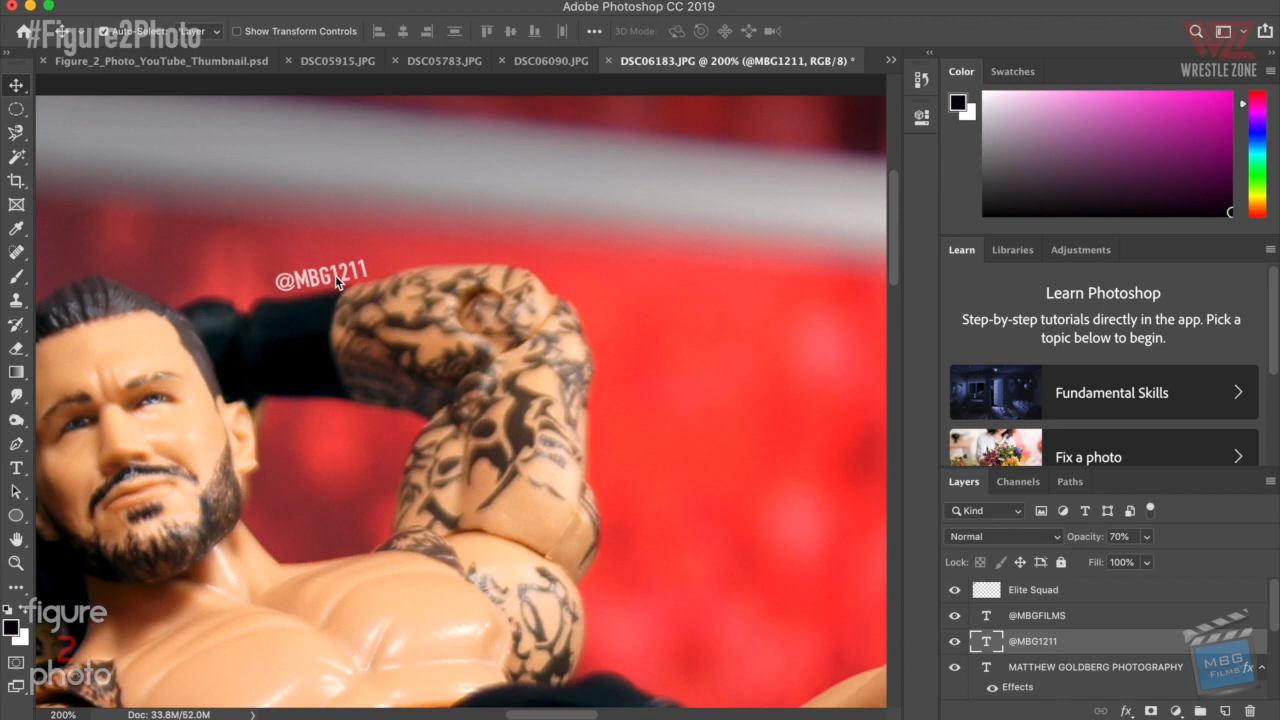 Adobe Photoshop CC 2019
#Figure2Photo
Auto-Select: Layer
Show Transform Controls
3D Mode:
WZ
WRESTLE ZONE
Figure_2_Photo_YouTube_Thumbnail.psd
DSC05915.JPG
DSC05783.JPG
DSC06090.JPG
DSC06183.JPG @ 200% (@MBG1211, RGB/8) *
Color
Swatches
@MBG1211
Learn
Libraries
Adjustments
Learn Photoshop
Step-by-step tutorials directly in the app. Pick a
topic below to begin.
Fundamental Skills
Fix a photo
Layers
Channels
Paths
Kind
Normal
Opacity: 70%
Lock:
Fill: 100%
Elite Squad
@MBGFILMS
@MBG1211
MATTHEW GOLDBERG PHOTOGRAPHY
fx
Effects
MBG
FILMS
figure
2
photo
200%
Doc: 33.8M/52.0M